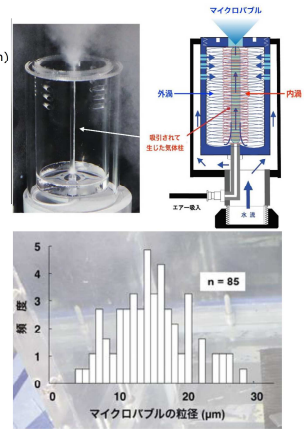 マイクロバブル
m)
外渦
内渦
吸引されて
生じた気体柱
エアー吸入
水流
5
4
3
2
1
0
頻度
n = 85
0
10
20
30
マイクロバブルの粒径 (μm)